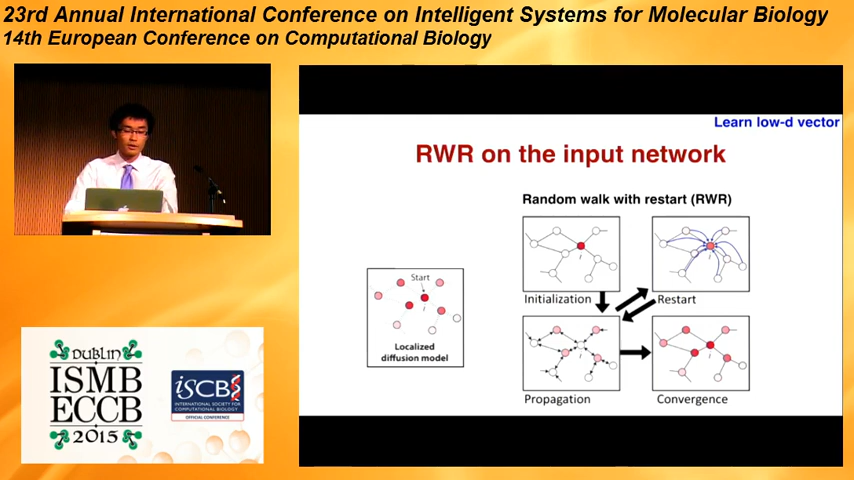 23rd Annual International Conference on Intelligent Systems for Molecular Biology
14th European Conference on Computational Biology
Learn low-d vector
RWR on the input network
Random walk with restart (RWR)
Start
i
i
Initialization
Restart
Localized
diffusion model
i
i
Propagation
Convergence
DUBLIN
ISMB
ECCB
2015
ISCB
INTERNATIONAL SOCIETY FOR
COMPUTATIONAL BIOLOGY
OFFICIAL CONFERENCE